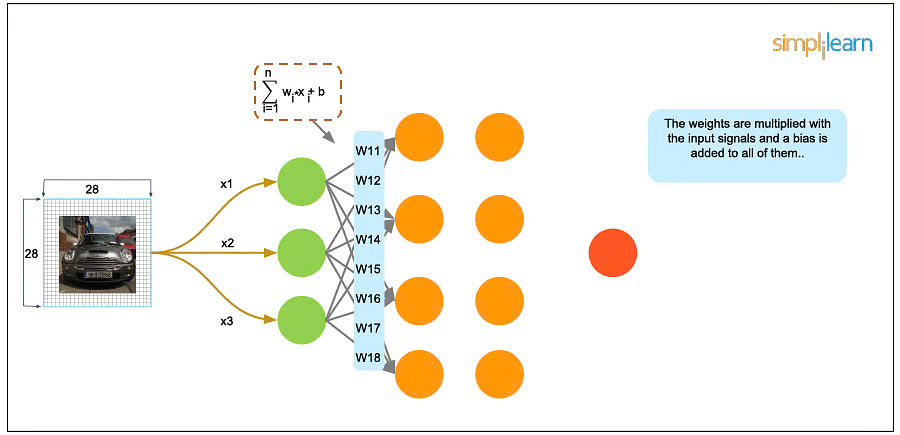 simplilearn
n
∑ wi*xi + b
i=1
The weights are multiplied with
the input signals and a bias is
added to all of them..
28
28
x1
x2
x3
W11
W12
W13
W14
W15
W16
W17
W18